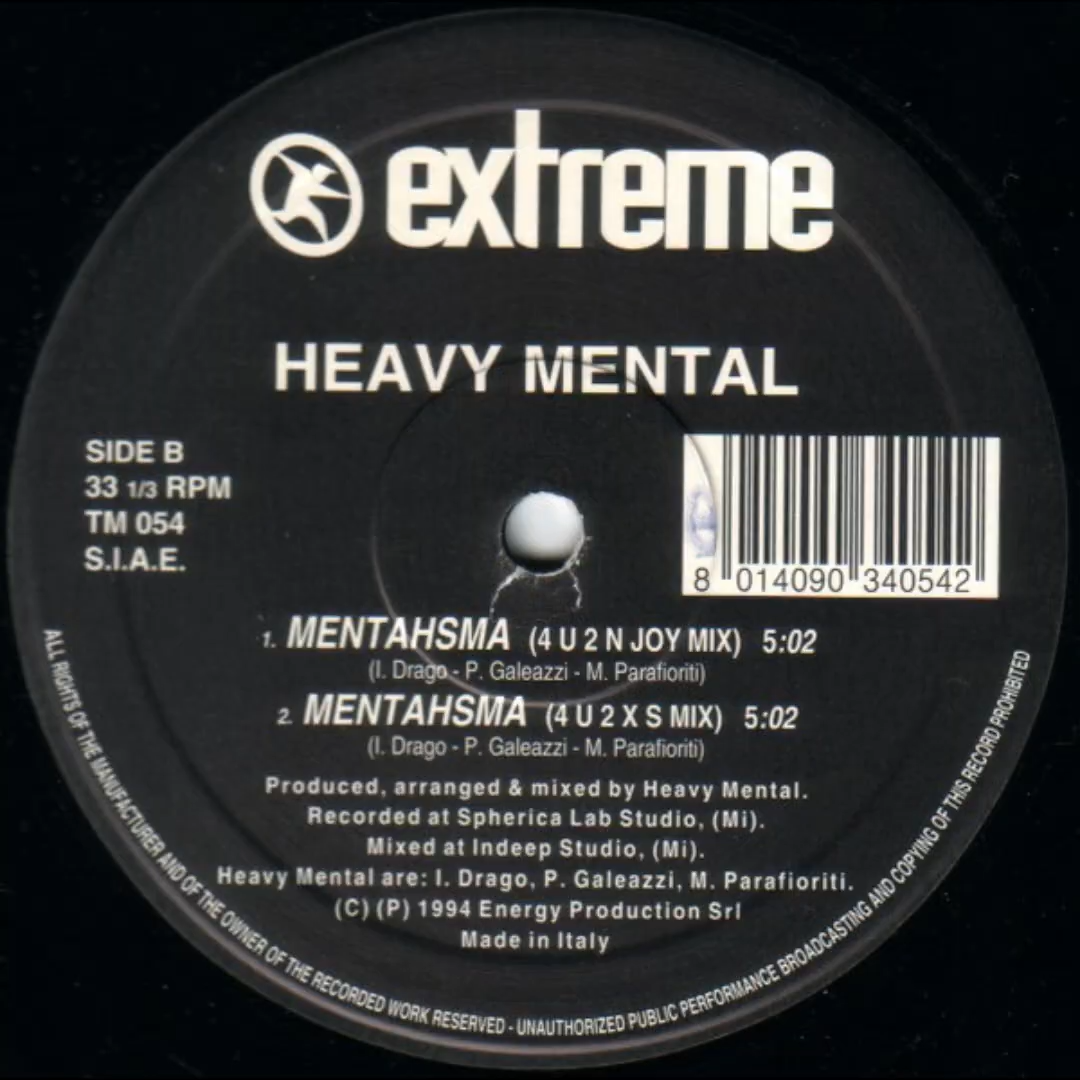 extreme
HEAVY MENTAL
SIDE B
33 1/3 RPM
TM 054
S.I.A.E.
8 014090 340542
1. MENTAHSMA (4 U 2 N JOY MIX) 5:02
(I. Drago - P. Galeazzi - M. Parafioriti)
2. MENTAHSMA (4 U 2 X S MIX) 5:02
(I. Drago - P. Galeazzi - M. Parafioriti)
Produced, arranged & mixed by Heavy Mental.
Recorded at Spherica Lab Studio, (Mi).
Mixed at Indeep Studio, (Mi).
Heavy Mental are: I. Drago, P. Galeazzi, M. Parafioriti.
(C) (P) 1994 Energy Production Srl
Made in Italy
ALL RIGHTS OF THE MANUFACTURER AND OF THE OWNER OF THE RECORDED WORK RESERVED - UNAUTHORIZED PUBLIC PERFORMANCE BROADCASTING AND COPYING OF THIS RECORD PROHIBITED